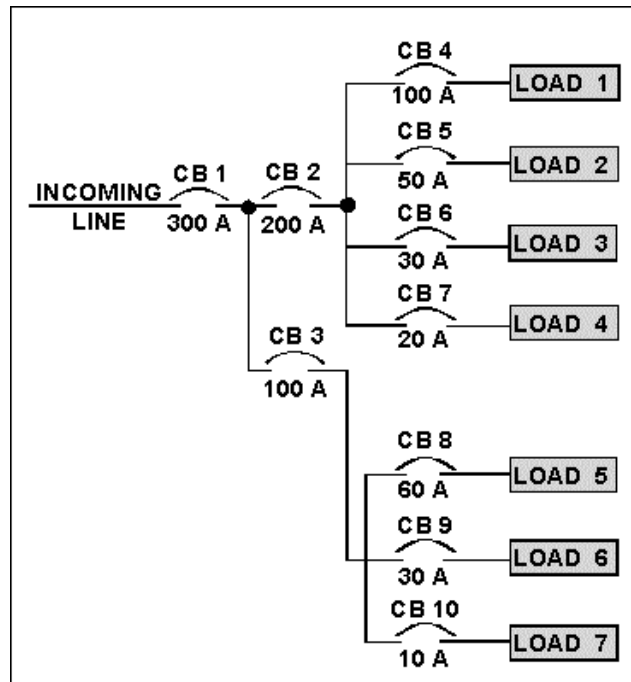 CB 4
100 A
LOAD 1
CB 5
50 A
LOAD 2
CB 1
CB 2
INCOMING
LINE
300 A
200 A
CB 6
30 A
LOAD 3
CB 7
20 A
LOAD 4
CB 3
100 A
CB 8
60 A
LOAD 5
CB 9
30 A
LOAD 6
CB 10
10 A
LOAD 7